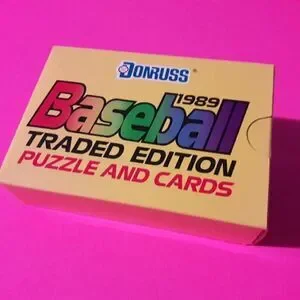 DONRUSS®
1989
Baseball
TRADED EDITION
PUZZLE AND CARDS